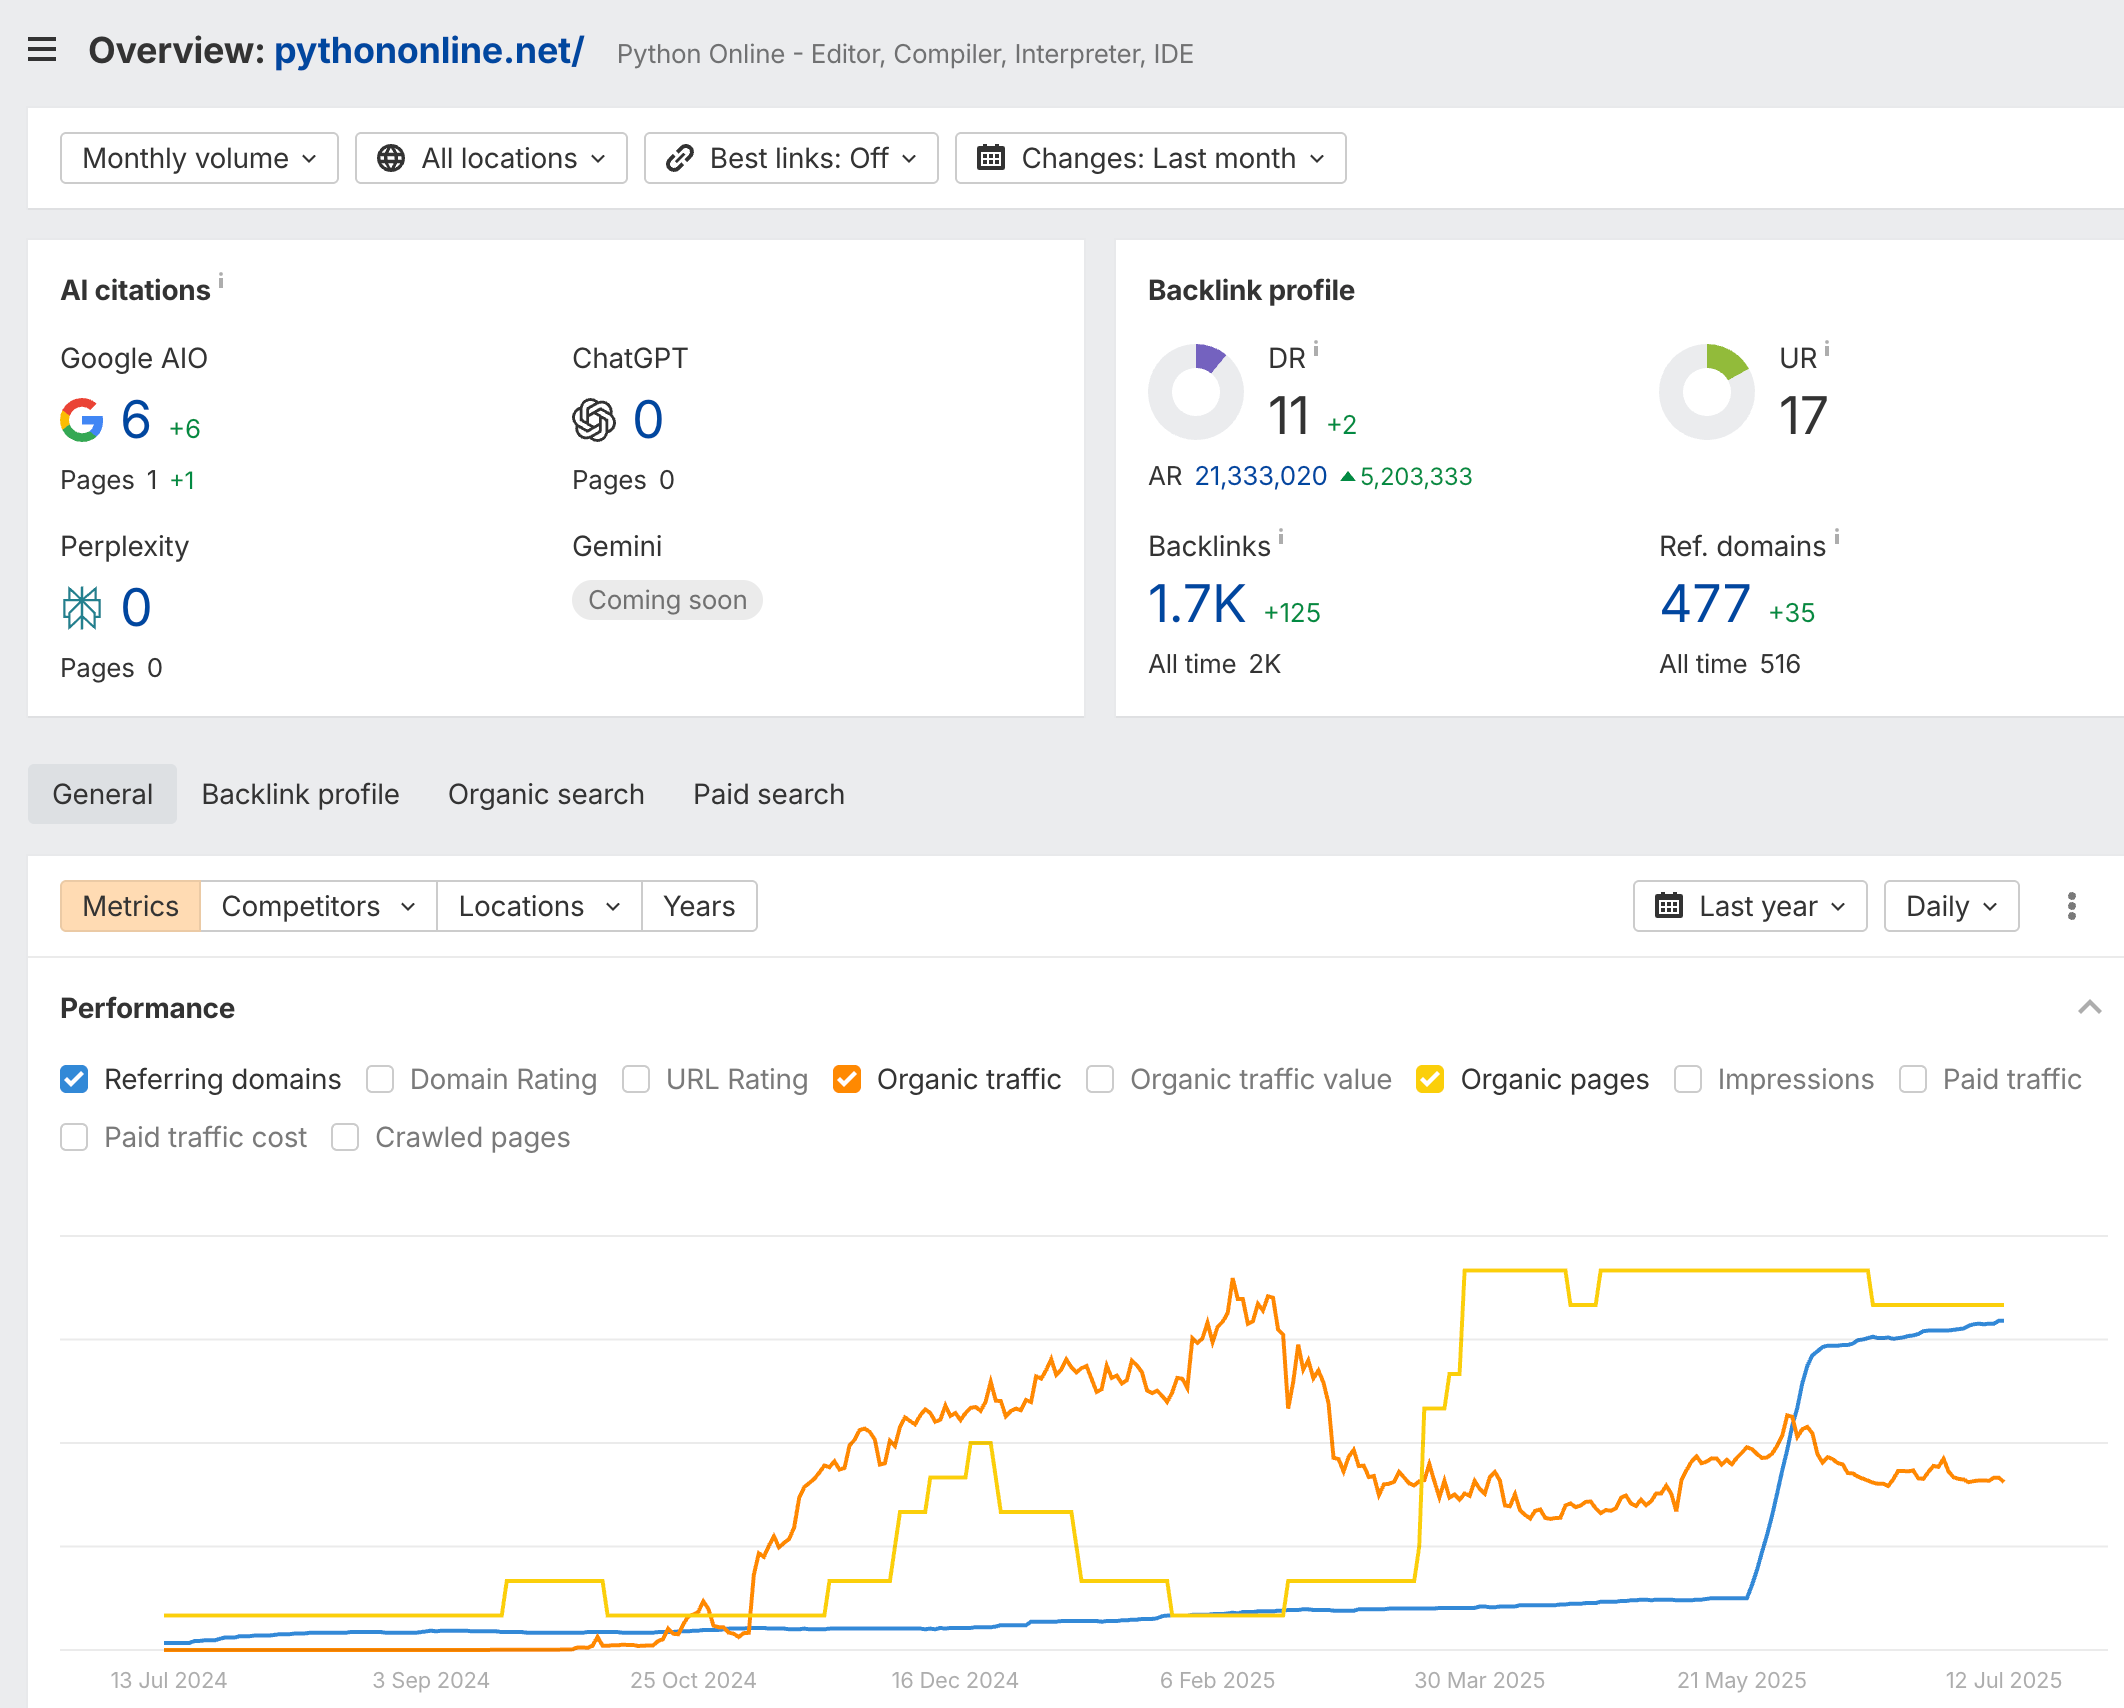 Overview: pythononline.net/ Python Online - Editor, Compiler, Interpreter, IDE
Monthly volume All locations Best links: Off Changes: Last month
AI citations i
Google AIO
6 +6
Pages 1 +1
ChatGPT
0
Pages 0
Perplexity
0
Pages 0
Gemini
Coming soon
Backlink profile
DR i
11 +2
AR 21,333,020 5,203,333
UR i
17
Backlinks i
1.7K +125
All time 2K
Ref. domains i
477 +35
All time 516
General Backlink profile Organic search Paid search
Metrics Competitors Locations Years Last year Daily
Performance
Referring domains Domain Rating URL Rating Organic traffic Organic traffic value Organic pages Impressions Paid traffic
Paid traffic cost Crawled pages
13 Jul 2024 3 Sep 2024 25 Oct 2024 16 Dec 2024 6 Feb 2025 30 Mar 2025 21 May 2025 12 Jul 2025